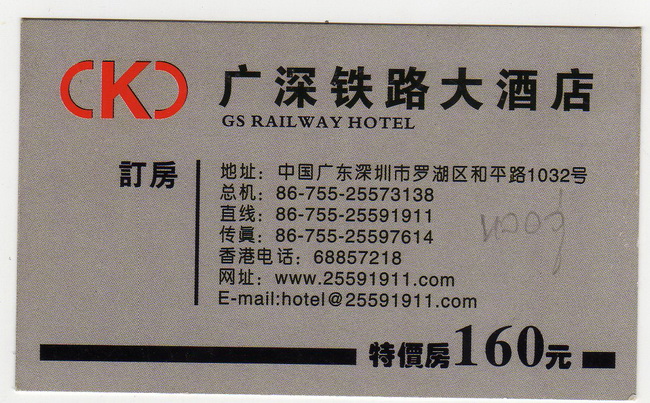 广深铁路大酒店
GS RAILWAY HOTEL
訂房
地址：中国广东深圳市罗湖区和平路1032号
总机：86-755-25573138
直线：86-755-25591911
传眞：86-755-25597614
香港电话：68857218
网址：www.25591911.com
E-mail:hotel@25591911.com
特價房160元